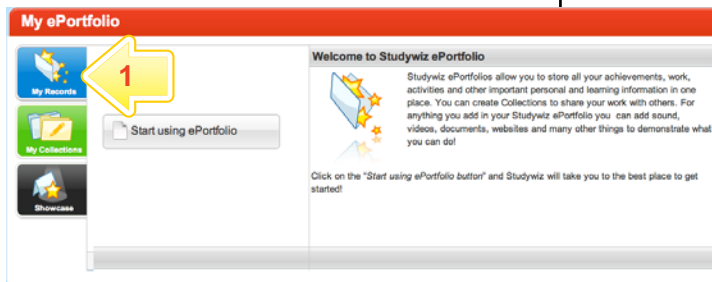 My ePortfolio
My Records
1
My Collections
Showcase
Start using ePortfolio
Welcome to Studywiz ePortfolio
Studywiz ePortfolios allow you to store all your achievements, work,
activities and other important personal and learning information in one
place. You can create Collections to share your work with others. For
anything you add in your Studywiz ePortfolio you can add sound,
videos, documents, websites and many other things to demonstrate what
you can do!
Click on the "Start using ePortfolio button" and Studywiz will take you to the best place to get
started!